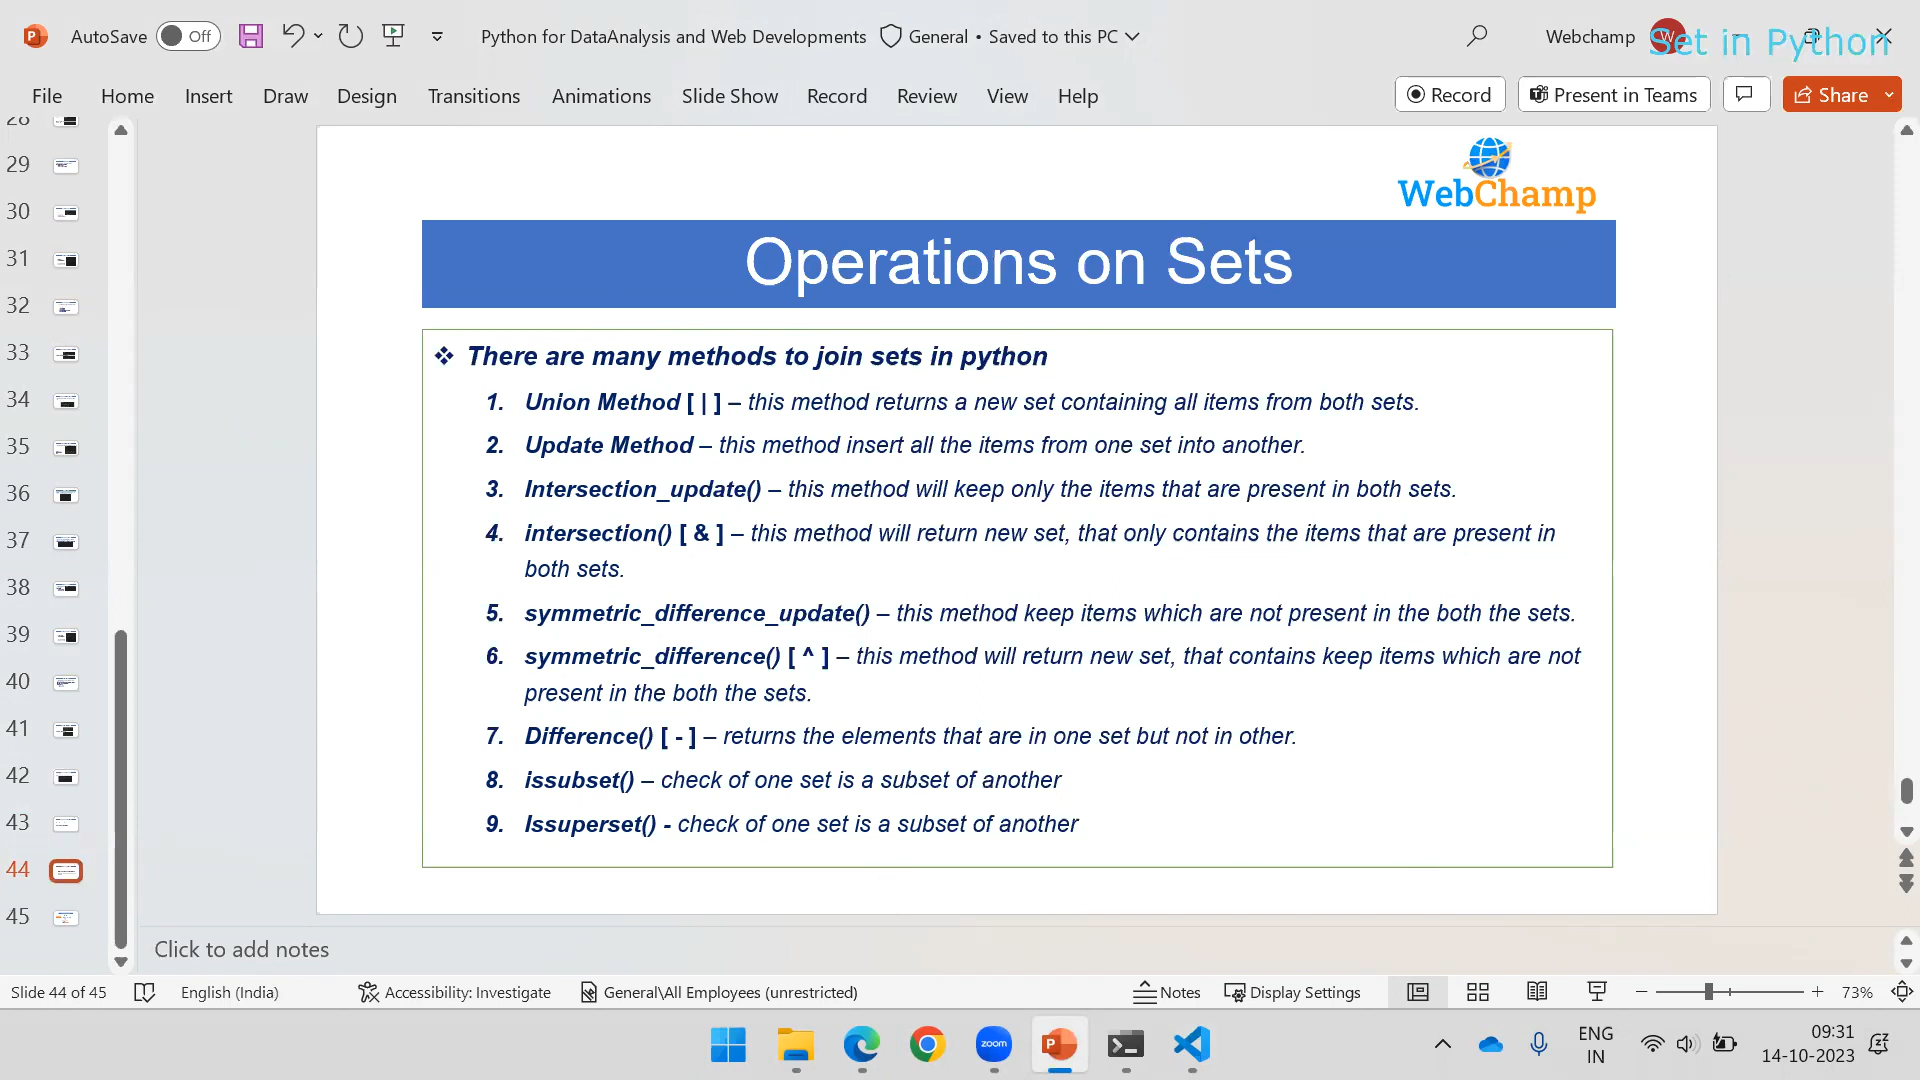 AutoSave Off Python for DataAnalysis and Web Developments General • Saved to this PC Webchamp Set in Python
File Home Insert Draw Design Transitions Animations Slide Show Record Review View Help Record Present in Teams Share
28
29
30
31
32
33
34
35
36
37
38
39
40
41
42
43
44
45
WebChamp
Operations on Sets
❖ There are many methods to join sets in python
1. Union Method [ | ] – this method returns a new set containing all items from both sets.
2. Update Method – this method insert all the items from one set into another.
3. Intersection_update() – this method will keep only the items that are present in both sets.
4. intersection() [ & ] – this method will return new set, that only contains the items that are present in
both sets.
5. symmetric_difference_update() – this method keep items which are not present in the both the sets.
6. symmetric_difference() [ ^ ] – this method will return new set, that contains keep items which are not
present in the both the sets.
7. Difference() [ - ] – returns the elements that are in one set but not in other.
8. issubset() – check of one set is a subset of another
9. Issuperset() - check of one set is a subset of another
Click to add notes
Slide 44 of 45 English (India) Accessibility: Investigate General\All Employees (unrestricted) Notes Display Settings 73%
zoom
ENG
IN
09:31
14-10-2023